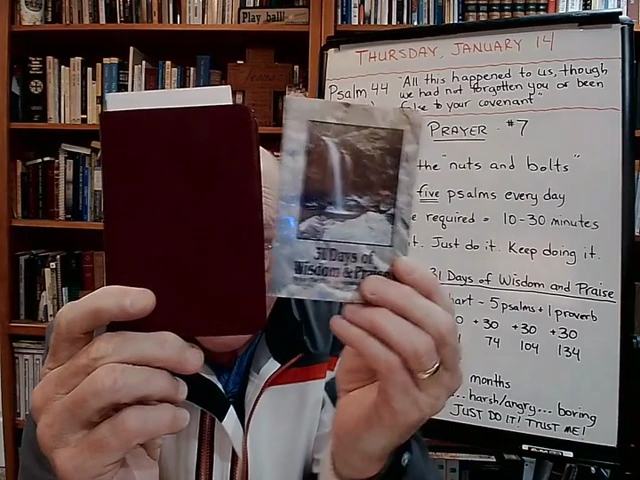 Play ball!
THURSDAY, JANUARY 14
Psalm 44 "All this happened to us, though
we had not forgotten you or been
false to your covenant"
PRAYER - #7
the "nuts and bolts"
five psalms every day
required = 10-30 minutes
it. Just do it. Keep doing it.
31 Days of Wisdom and Praise
chart - 5 psalms + 1 proverb
+30 +30 +30
74 104 134
months
... harsh/angry... boring
JUST DO IT! TRUST ME!
31 Days of
Wisdom & Praise